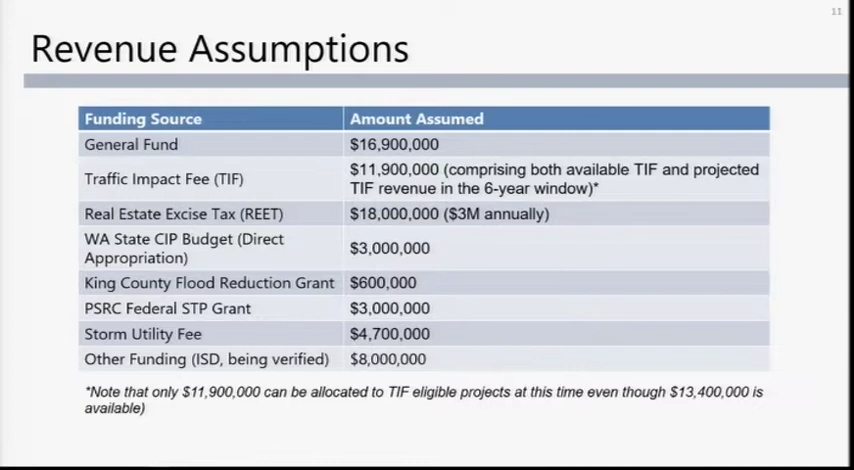 11
Revenue Assumptions
Funding Source Amount Assumed
General Fund $16,900,000
Traffic Impact Fee (TIF) $11,900,000 (comprising both available TIF and projected
TIF revenue in the 6-year window)*
Real Estate Excise Tax (REET) $18,000,000 ($3M annually)
WA State CIP Budget (Direct
Appropriation) $3,000,000
King County Flood Reduction Grant $600,000
PSRC Federal STP Grant $3,000,000
Storm Utility Fee $4,700,000
Other Funding (ISD, being verified) $8,000,000
*Note that only $11,900,000 can be allocated to TIF eligible projects at this time even though $13,400,000 is
available)